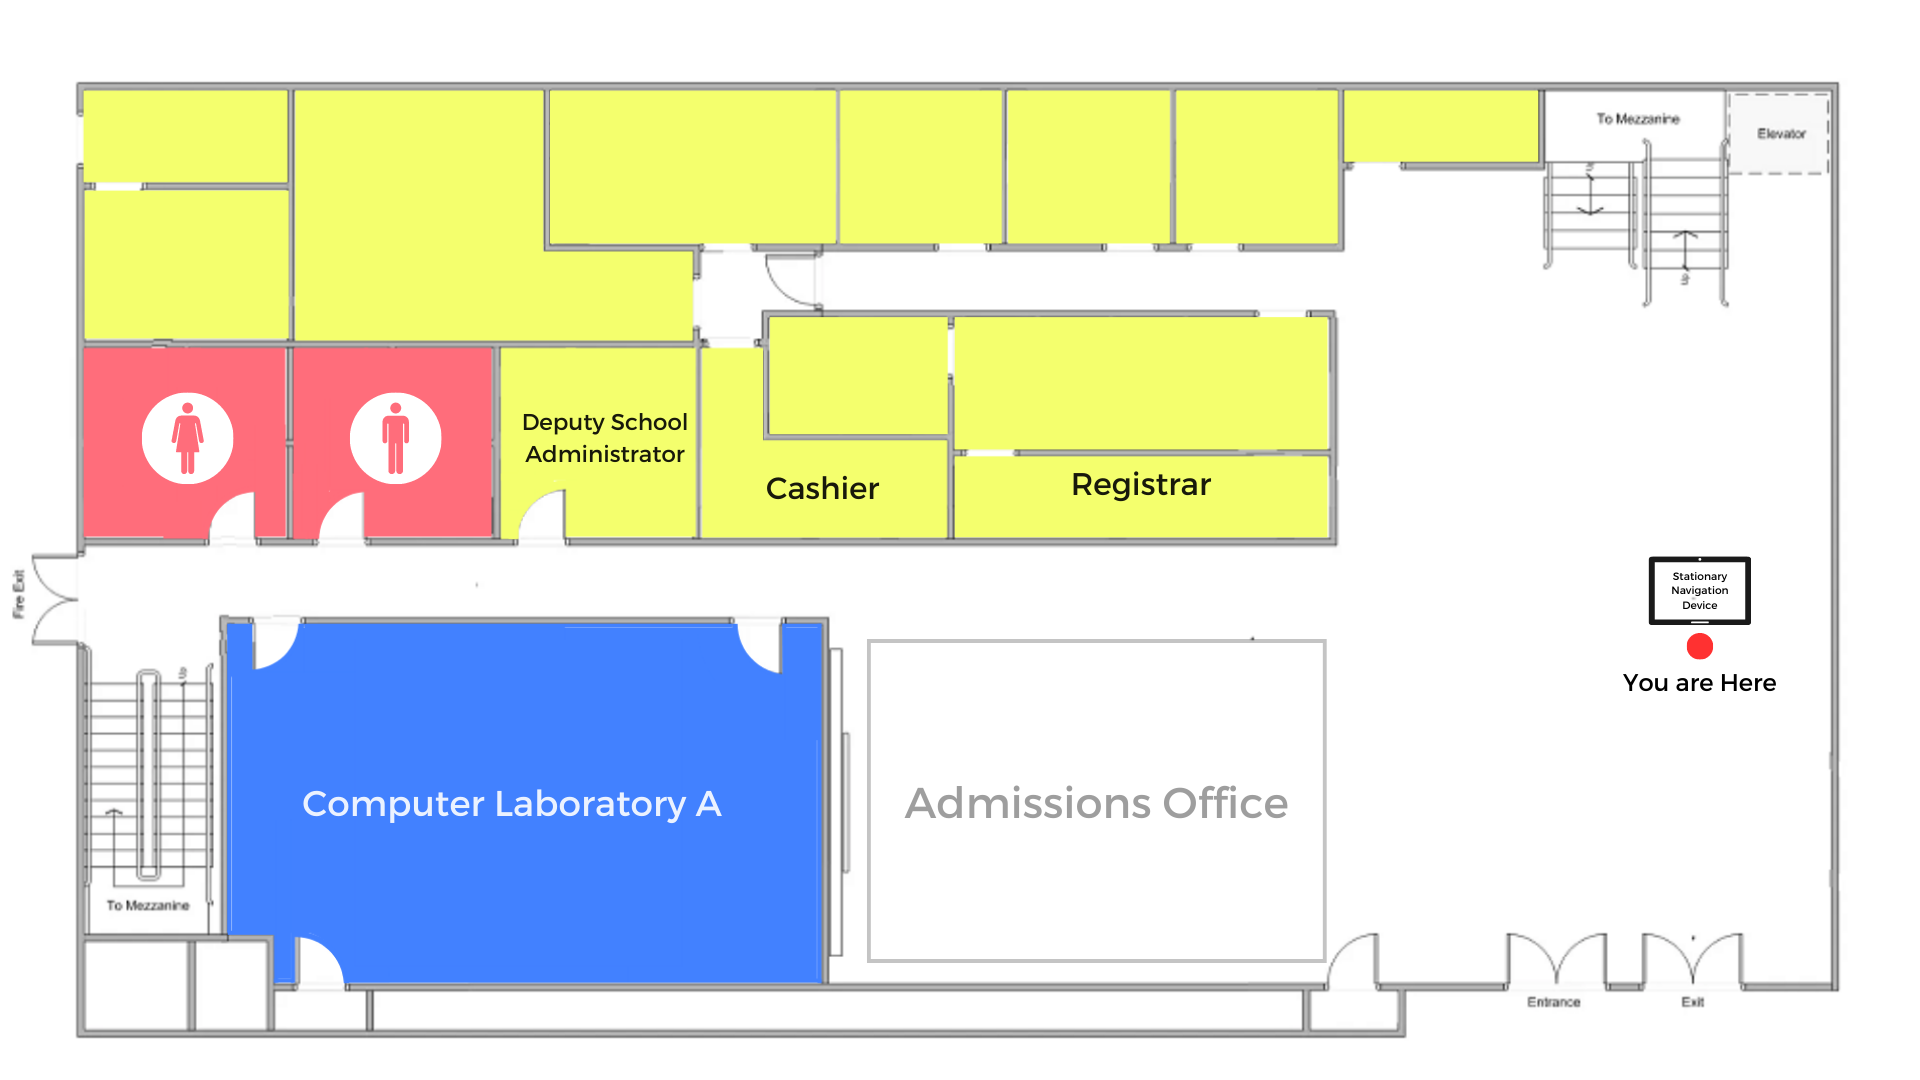 To Mezzanine
Elevator
Up
Up
Deputy School
Administrator
Cashier
Registrar
Fire Exit
Stationary
Navigation
Device
You are Here
Up
Computer Laboratory A
Admissions Office
To Mezzanine
Entrance
Exit